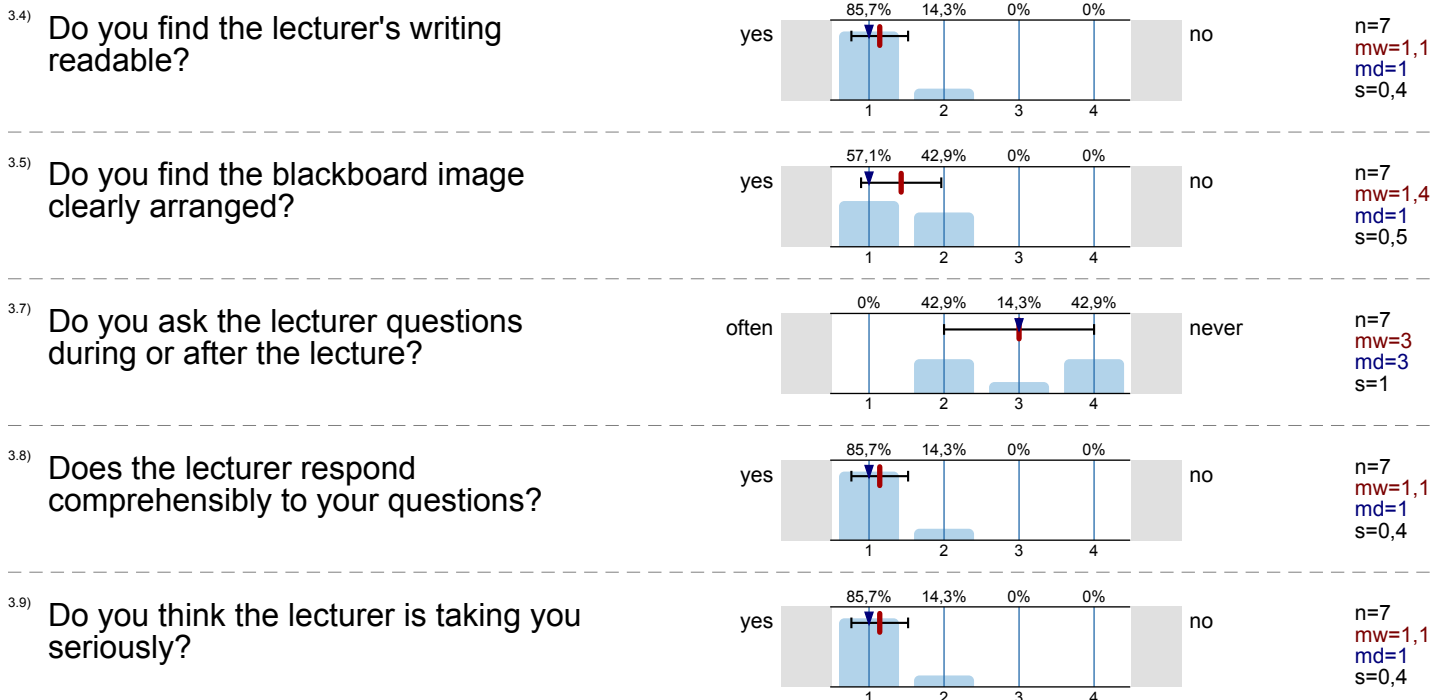 3.4) Do you find the lecturer's writing
readable?
85,7% 14,3% 0% 0%
yes no
1 2 3 4
n=7
mw=1,1
md=1
s=0,4
3.5) Do you find the blackboard image
clearly arranged?
57,1% 42,9% 0% 0%
yes no
1 2 3 4
n=7
mw=1,4
md=1
s=0,5
3.7) Do you ask the lecturer questions
during or after the lecture?
0% 42,9% 14,3% 42,9%
often never
1 2 3 4
n=7
mw=3
md=3
s=1
3.8) Does the lecturer respond
comprehensibly to your questions?
85,7% 14,3% 0% 0%
yes no
1 2 3 4
n=7
mw=1,1
md=1
s=0,4
3.9) Do you think the lecturer is taking you
seriously?
85,7% 14,3% 0% 0%
yes no
1 2 3 4
n=7
mw=1,1
md=1
s=0,4